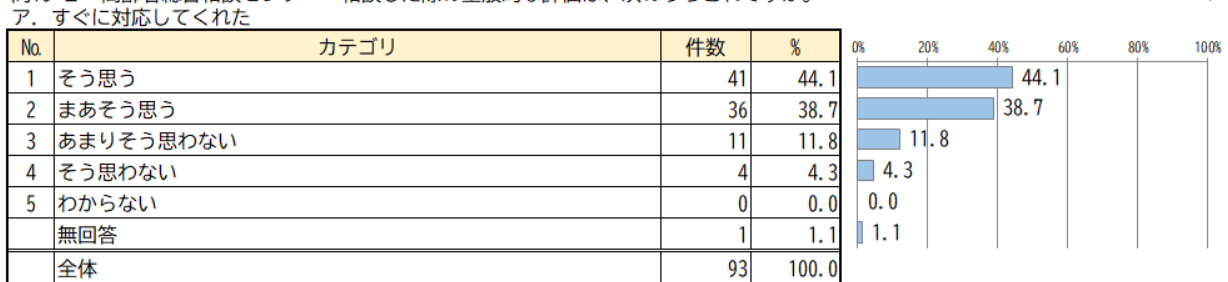 ア．すぐに対応してくれた
No. カテゴリ 件数 % 0% 20% 40% 60% 80% 100%
1 そう思う 41 44.1 44.1
2 まあそう思う 36 38.7 38.7
3 あまりそう思わない 11 11.8 11.8
4 そう思わない 4 4.3 4.3
5 わからない 0 0.0 0.0
無回答 1 1.1 1.1
全体 93 100.0